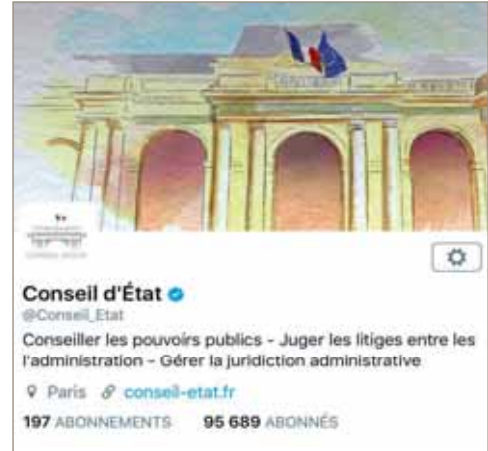 Conseil d'État
@Conseil_Etat
Conseiller les pouvoirs publics – Juger les litiges entre les
l'administration – Gérer la juridiction administrative
Paris conseil-etat.fr
197 ABONNEMENTS 95 689 ABONNÉS